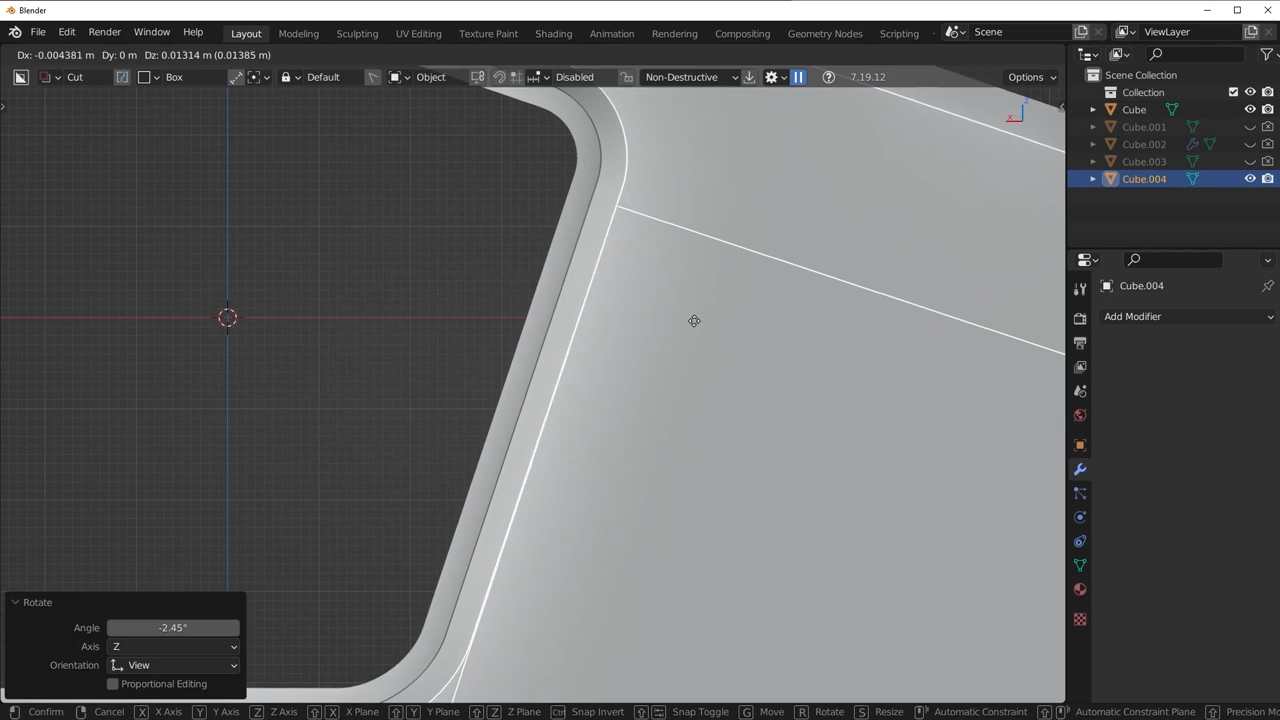 Blender
File Edit Render Window Help Layout Modeling Sculpting UV Editing Texture Paint Shading Animation Rendering Compositing Geometry Nodes Scripting Scene ViewLayer
Dx: -0.004381 m Dy: 0 m Dz: 0.01314 m (0.01385 m)
Cut Box Default Object Disabled Non-Destructive 7.19.12 Options
Scene Collection
Collection
Cube
Cube.001
Cube.002
Cube.003
Cube.004
Z
X
Cube.004
Add Modifier
Rotate
Angle -2.45°
Axis Z
Orientation View
Proportional Editing
Confirm Cancel X X Axis Y Y Axis Z Z Axis X X Plane Y Y Plane Z Z Plane Ctrl Snap Invert Snap Toggle G Move R Rotate S Resize Automatic Constraint Automatic Constraint Plane Precision Mo